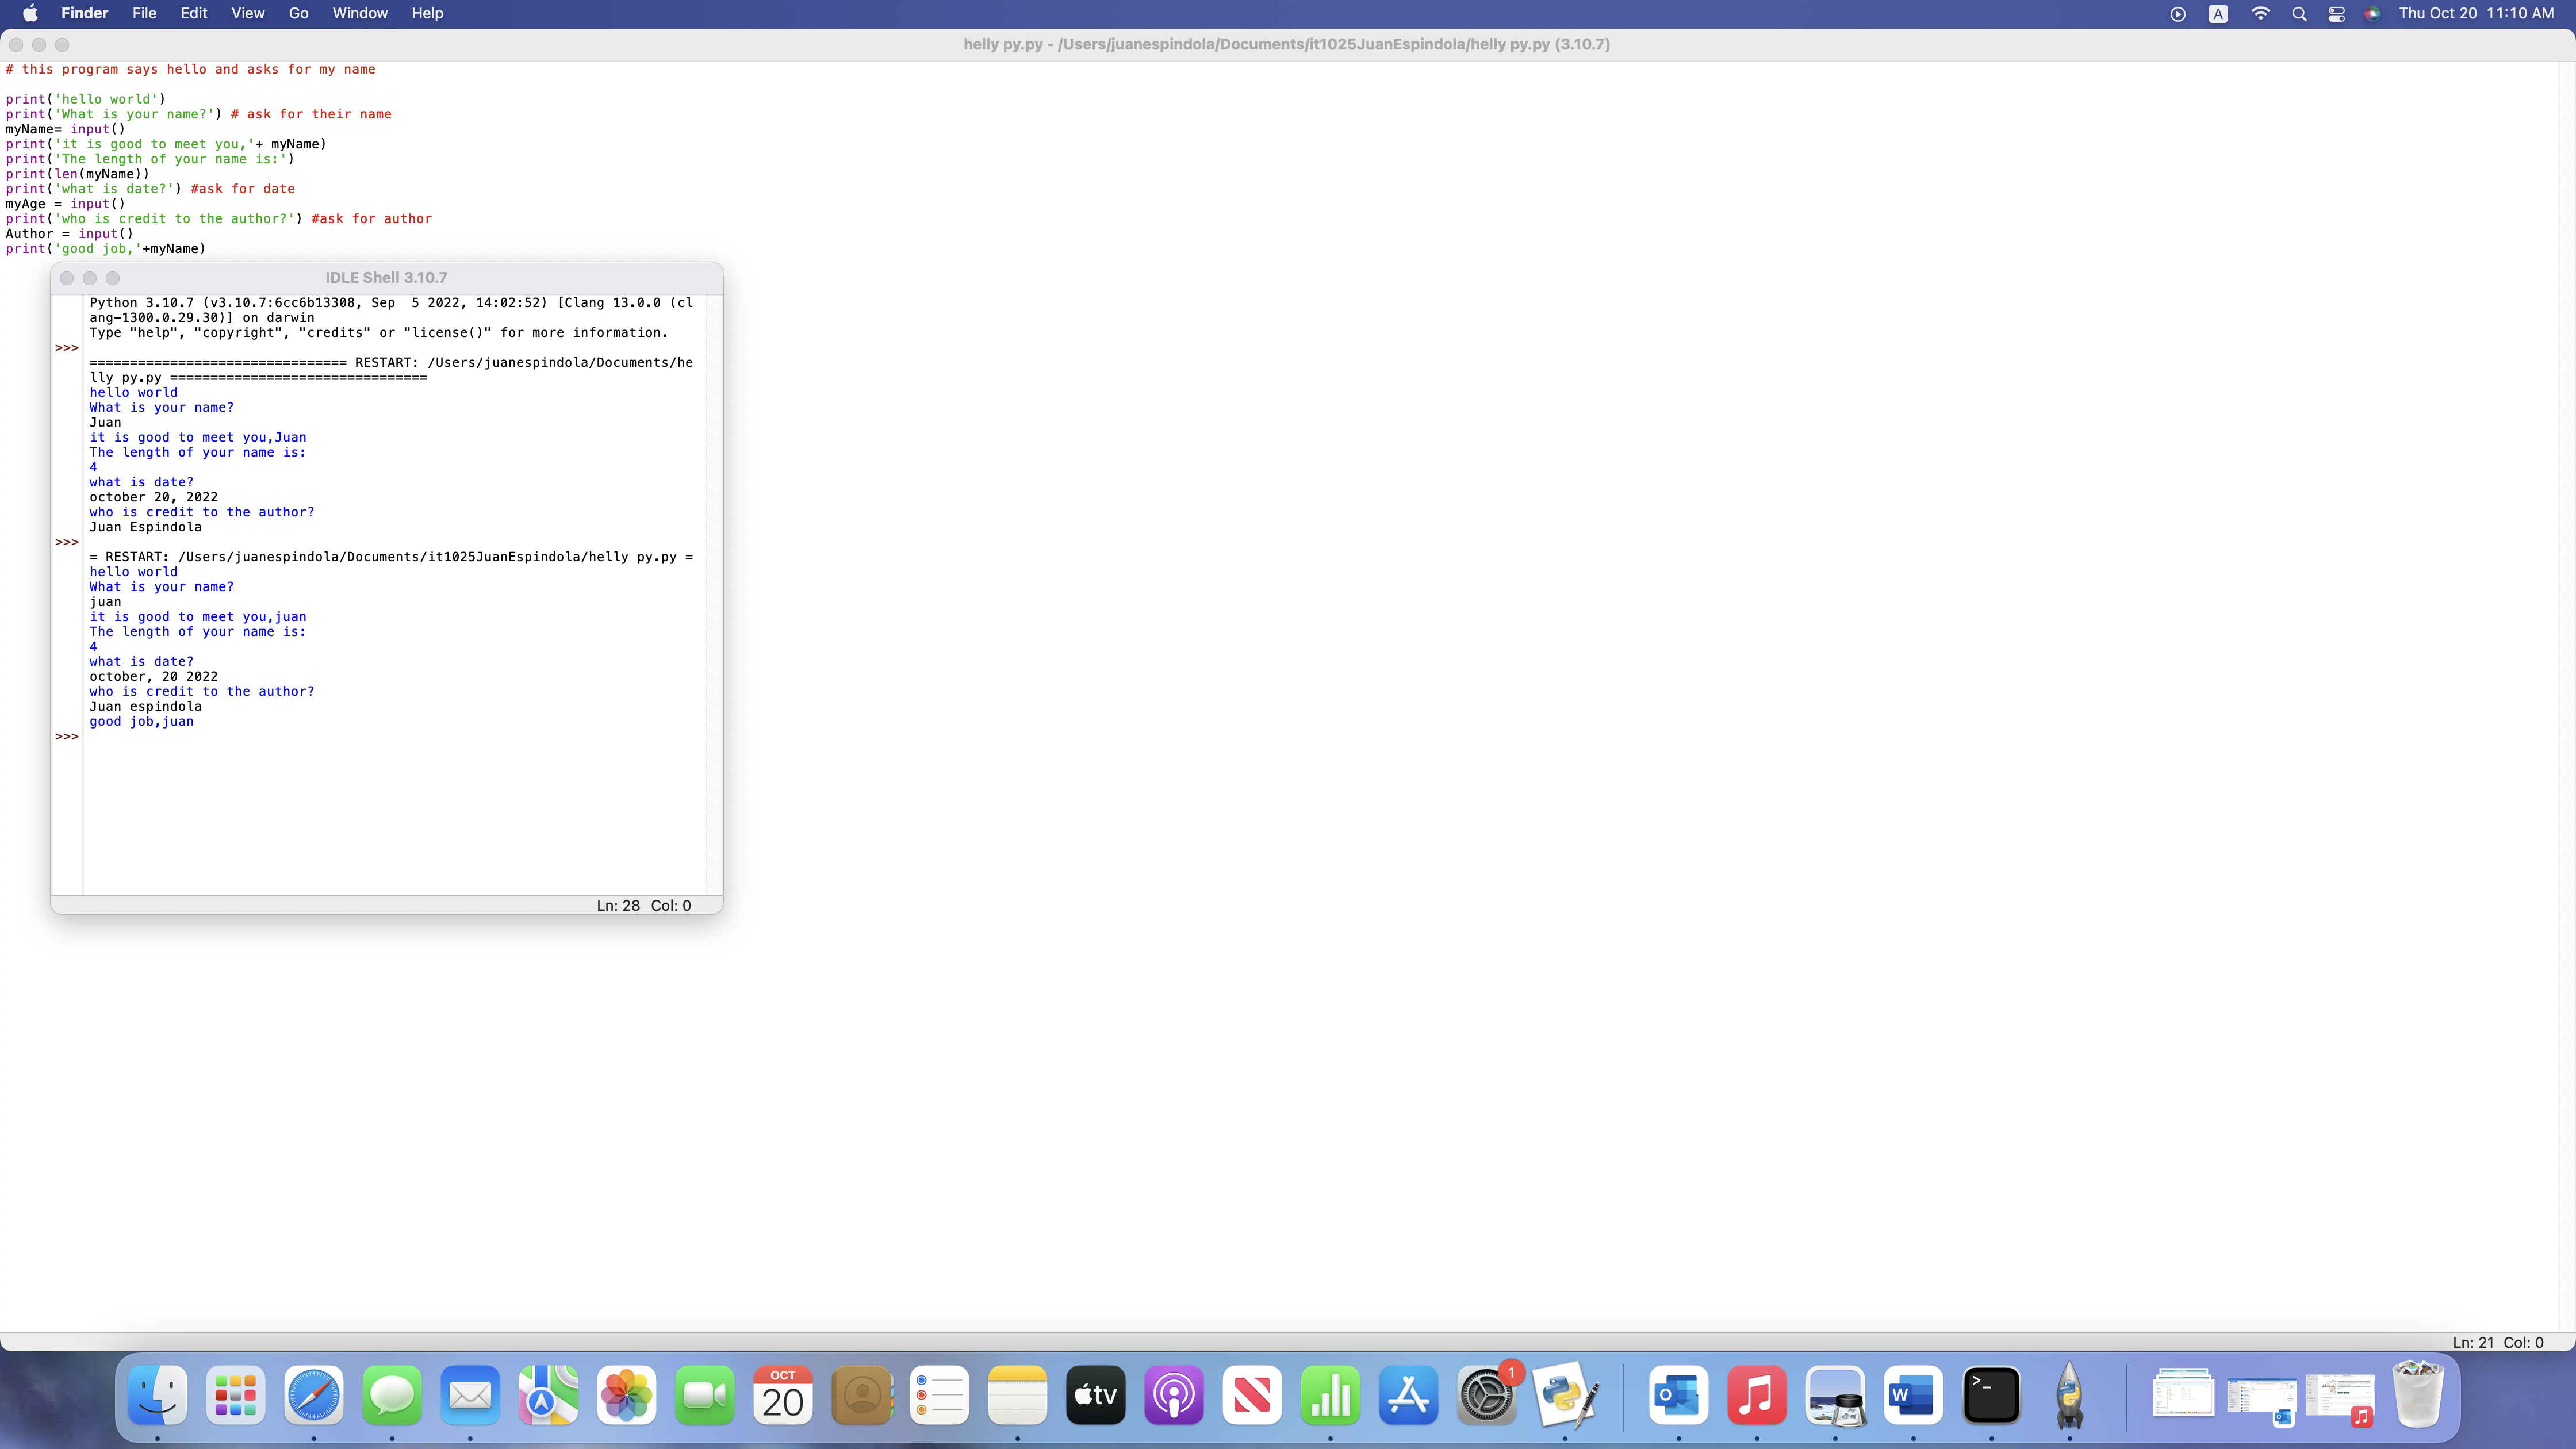 Finder File Edit View Go Window Help
A Thu Oct 20 11:10 AM
helly py.py - /Users/juanespindola/Documents/it1025JuanEspindola/helly py.py (3.10.7)
# this program says hello and asks for my name
print('hello world')
print('What is your name?') # ask for their name
myName= input()
print('it is good to meet you,'+ myName)
print('The length of your name is:')
print(len(myName))
print('what is date?') #ask for date
myAge = input()
print('who is credit to the author?') #ask for author
Author = input()
print('good job,'+myName)
IDLE Shell 3.10.7
Python 3.10.7 (v3.10.7:6cc6b13308, Sep  5 2022, 14:02:52) [Clang 13.0.0 (cl
ang-1300.0.29.30)] on darwin
Type "help", "copyright", "credits" or "license()" for more information.
>>>
================================ RESTART: /Users/juanespindola/Documents/he
lly py.py ================================
hello world
What is your name?
Juan
it is good to meet you,Juan
The length of your name is:
4
what is date?
october 20, 2022
who is credit to the author?
Juan Espindola
>>>
= RESTART: /Users/juanespindola/Documents/it1025JuanEspindola/helly py.py =
hello world
What is your name?
juan
it is good to meet you,juan
The length of your name is:
4
what is date?
october, 20 2022
who is credit to the author?
Juan espindola
good job,juan
>>>
Ln: 28 Col: 0
Ln: 21 Col: 0
OCT
20
tv
1
O
W
>_